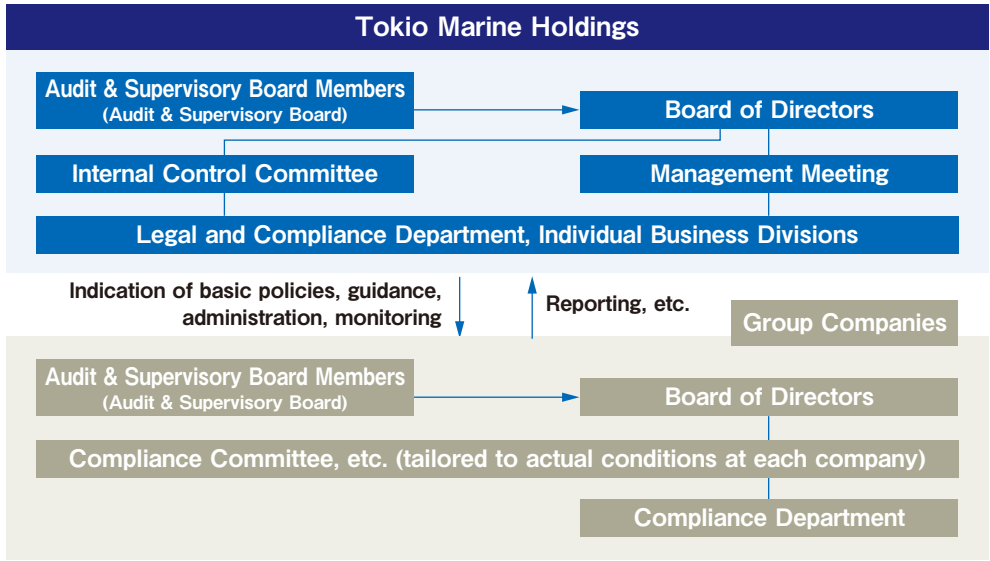 Tokio Marine Holdings
Audit & Supervisory Board Members
(Audit & Supervisory Board)
Board of Directors
Internal Control Committee
Management Meeting
Legal and Compliance Department, Individual Business Divisions
Indication of basic policies, guidance,
administration, monitoring
Reporting, etc.
Group Companies
Audit & Supervisory Board Members
(Audit & Supervisory Board)
Board of Directors
Compliance Committee, etc. (tailored to actual conditions at each company)
Compliance Department